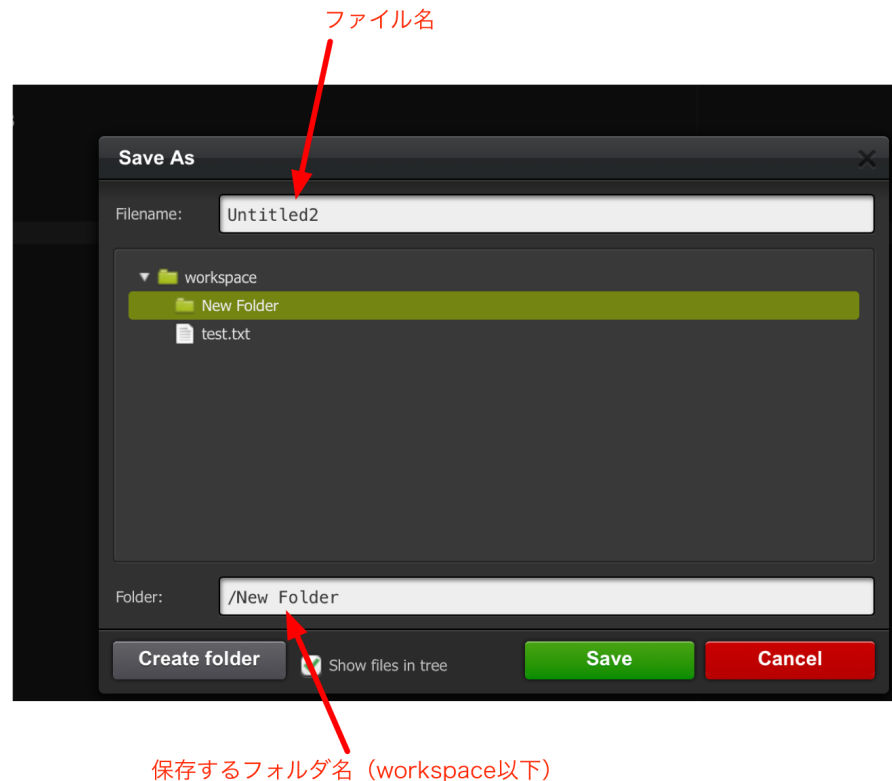 ファイル名
Save As
Filename:
Untitled2
workspace
New Folder
test.txt
Folder:
/New Folder
Create folder
Show files in tree
Save
Cancel
保存するフォルダ名（workspace以下）